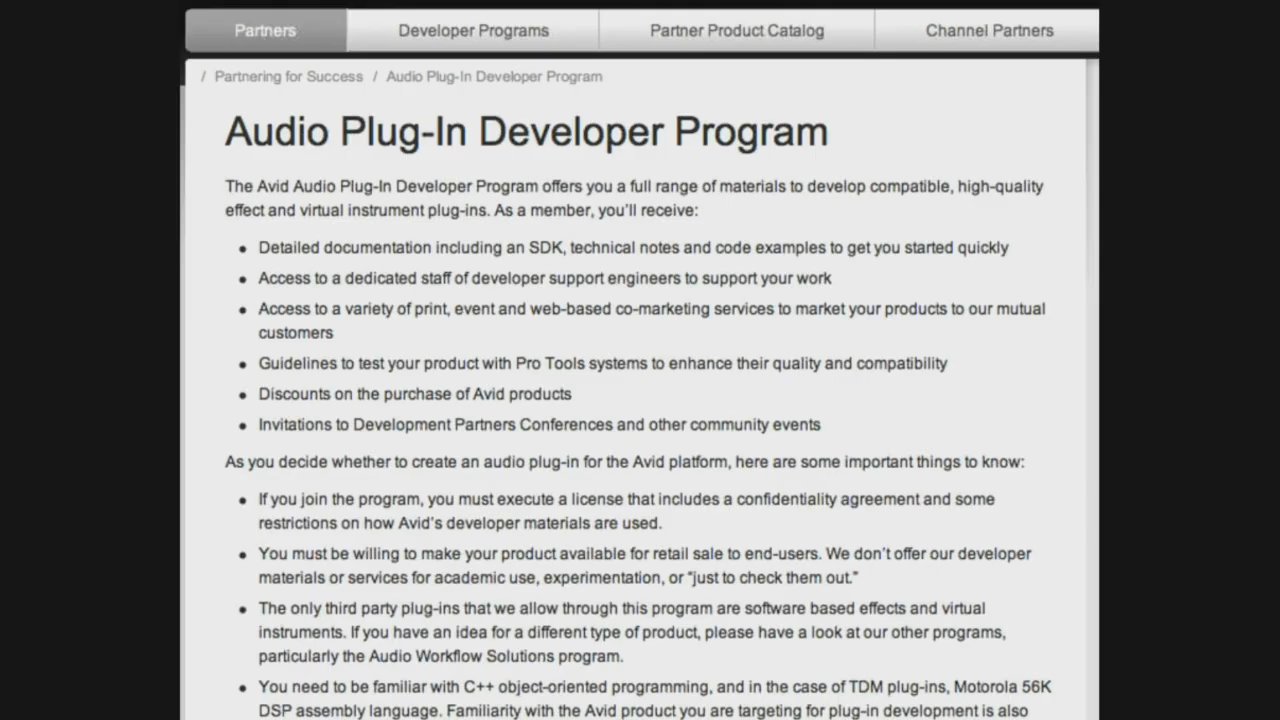 Partners Developer Programs Partner Product Catalog Channel Partners
/ Partnering for Success / Audio Plug-In Developer Program
Audio Plug-In Developer Program
The Avid Audio Plug-In Developer Program offers you a full range of materials to develop compatible, high-quality
effect and virtual instrument plug-ins. As a member, you’ll receive:
• Detailed documentation including an SDK, technical notes and code examples to get you started quickly
• Access to a dedicated staff of developer support engineers to support your work
• Access to a variety of print, event and web-based co-marketing services to market your products to our mutual
customers
• Guidelines to test your product with Pro Tools systems to enhance their quality and compatibility
• Discounts on the purchase of Avid products
• Invitations to Development Partners Conferences and other community events
As you decide whether to create an audio plug-in for the Avid platform, here are some important things to know:
• If you join the program, you must execute a license that includes a confidentiality agreement and some
restrictions on how Avid’s developer materials are used.
• You must be willing to make your product available for retail sale to end-users. We don’t offer our developer
materials or services for academic use, experimentation, or “just to check them out.”
• The only third party plug-ins that we allow through this program are software based effects and virtual
instruments. If you have an idea for a different type of product, please have a look at our other programs,
particularly the Audio Workflow Solutions program.
• You need to be familiar with C++ object-oriented programming, and in the case of TDM plug-ins, Motorola 56K
DSP assembly language. Familiarity with the Avid product you are targeting for plug-in development is also